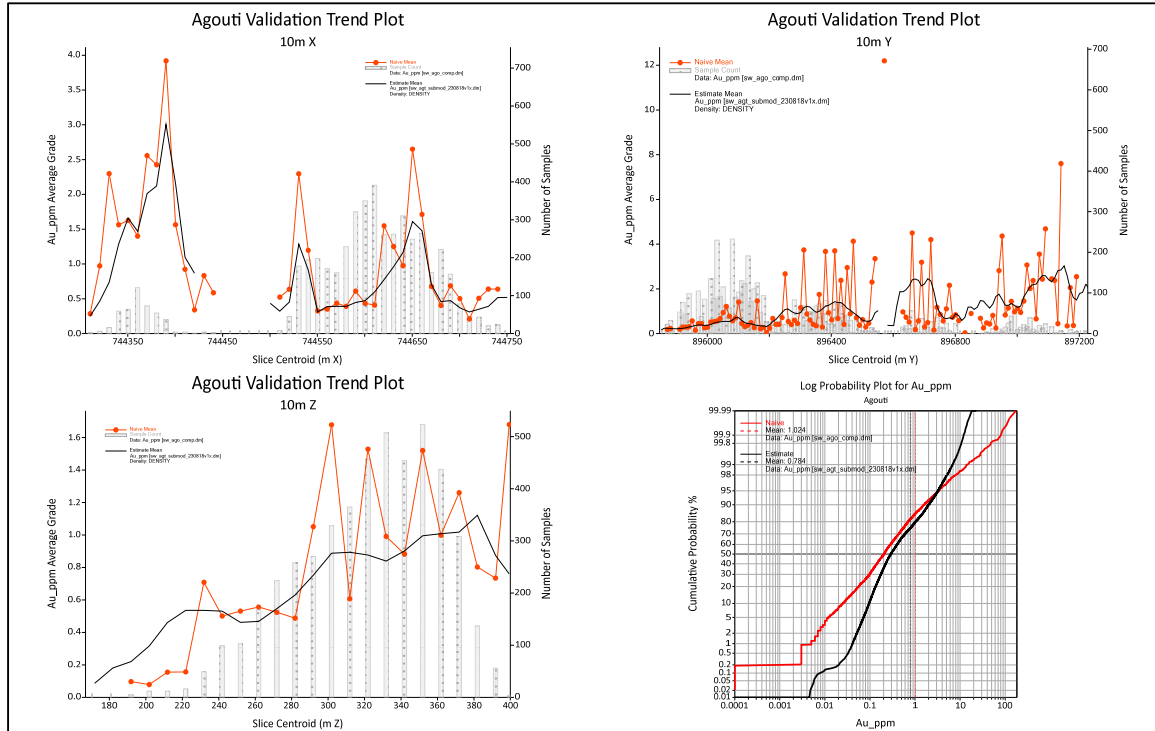 Agouti Validation Trend Plot
10m X
Naive Mean
Sample Count
Data: Au_ppm [sw_ago_comp.dm]
Estimate Mean
Au_ppm [sw_agt_submod_230818v1x.dm]
Density: DENSITY
4.0
3.5
3.0
2.5
2.0
1.5
1.0
0.5
0.0
Au_ppm Average Grade
700
600
500
400
300
200
100
0
Number of Samples
744350
744450
744550
744650
744750
Slice Centroid (m X)
Agouti Validation Trend Plot
10m Y
Naive Mean
Sample Count
Data: Au_ppm [sw_ago_comp.dm]
Estimate Mean
Au_ppm [sw_agt_submod_230818v1x.dm]
Density: DENSITY
12
10
8
6
4
2
0
Au_ppm Average Grade
700
600
500
400
300
200
100
0
Number of Samples
896000
896400
896800
897200
Slice Centroid (m Y)
Agouti Validation Trend Plot
10m Z
Naive Mean
Sample Count
Data: Au_ppm [sw_ago_comp.dm]
Estimate Mean
Au_ppm [sw_agt_submod_230818v1x.dm]
Density: DENSITY
1.6
1.4
1.2
1.0
0.8
0.6
0.4
0.2
0.0
Au_ppm Average Grade
500
400
300
200
100
0
Number of Samples
200
220
240
260
280
300
320
340
360
380
400
Slice Centroid (m Z)
Log Probability Plot for Au_ppm
Agouti
Naive
Mean: 1.024
Data: Au_ppm [sw_ago_comp.dm]
Estimate
Mean: 0.784
Data: Au_ppm [sw_agt_submod_230818v1x.dm]
99.99
99.9
99.8
99
98
95
90
80
70
60
50
40
30
20
10
5
2
1
0.5
0.2
0.1
0.05
0.02
0.01
Cumulative Probability %
0.0001
0.001
0.01
0.1
1
10
100
Au_ppm